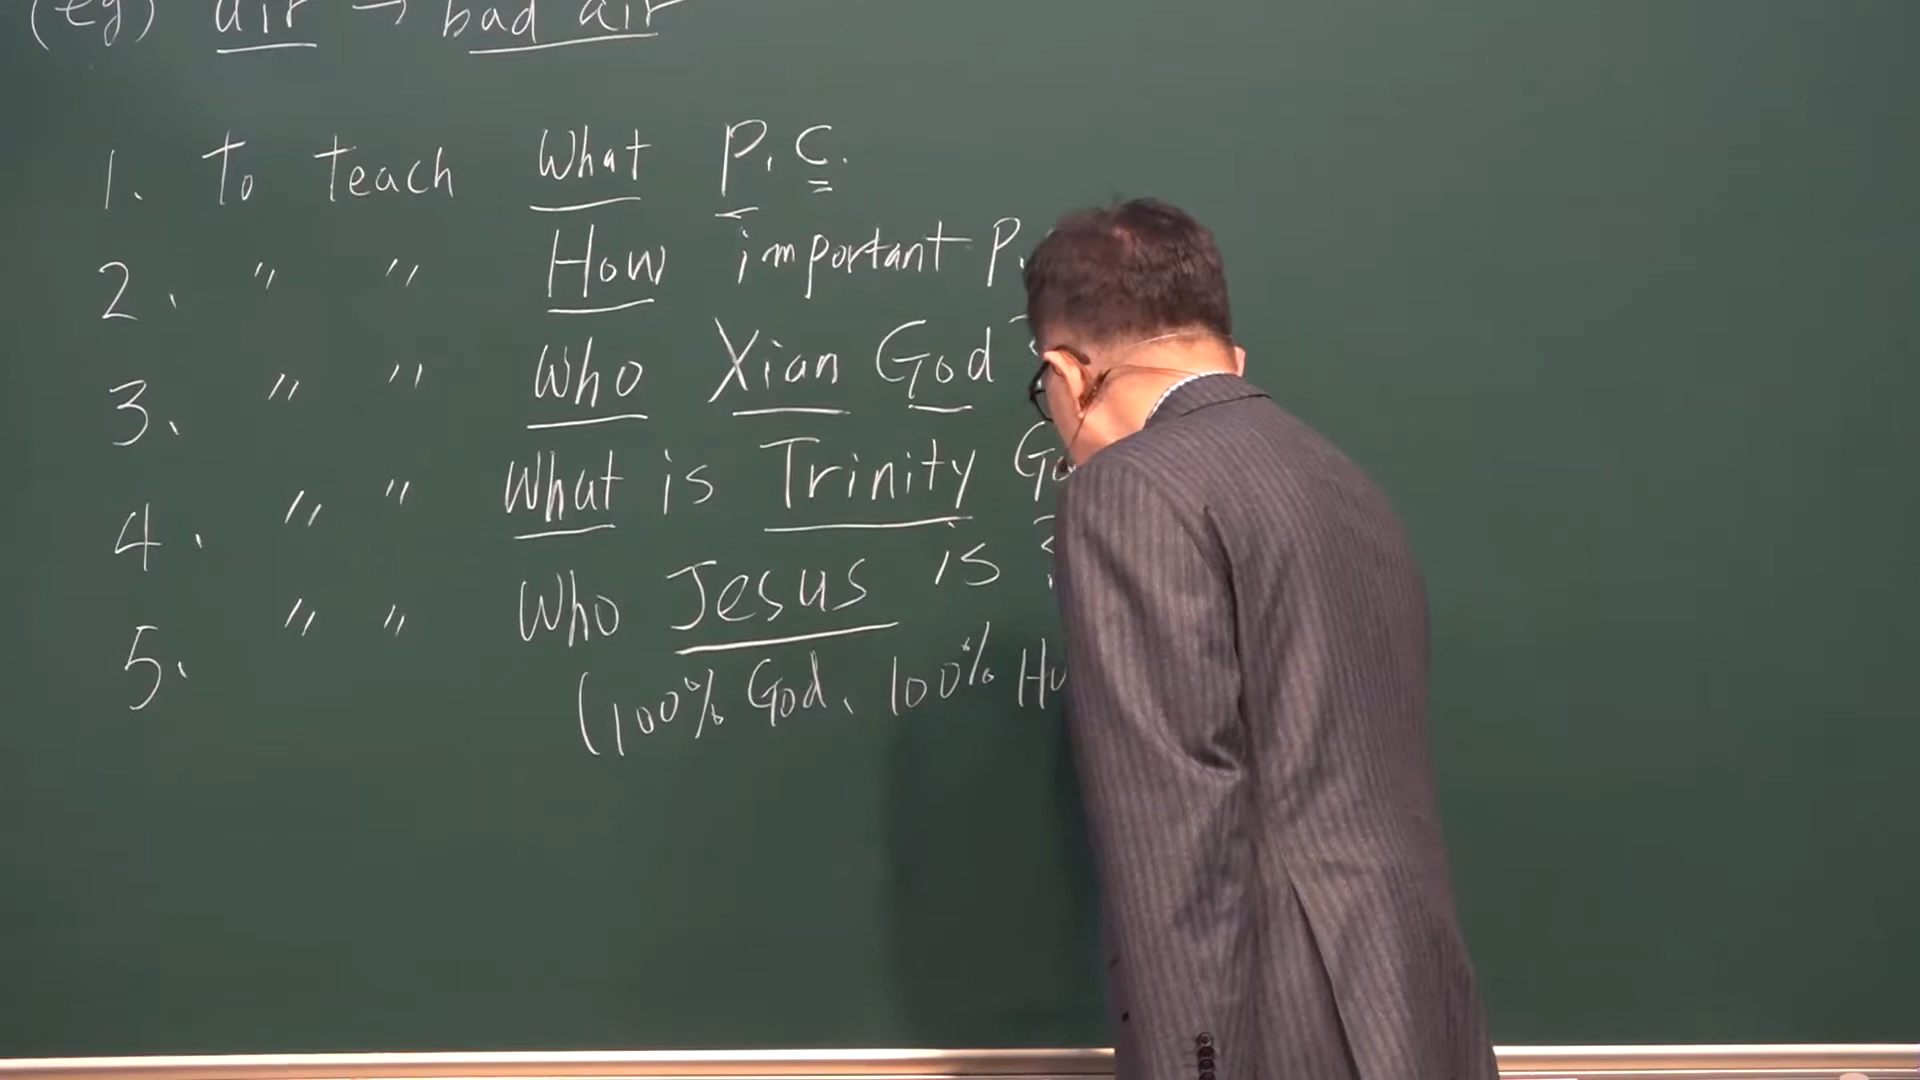 (eg) air → bad air
1. To teach What P. C.
2. " " How important P.
3. " " Who Xian God
4. " " What is Trinity
5. " " Who Jesus is
(100% God, 100%